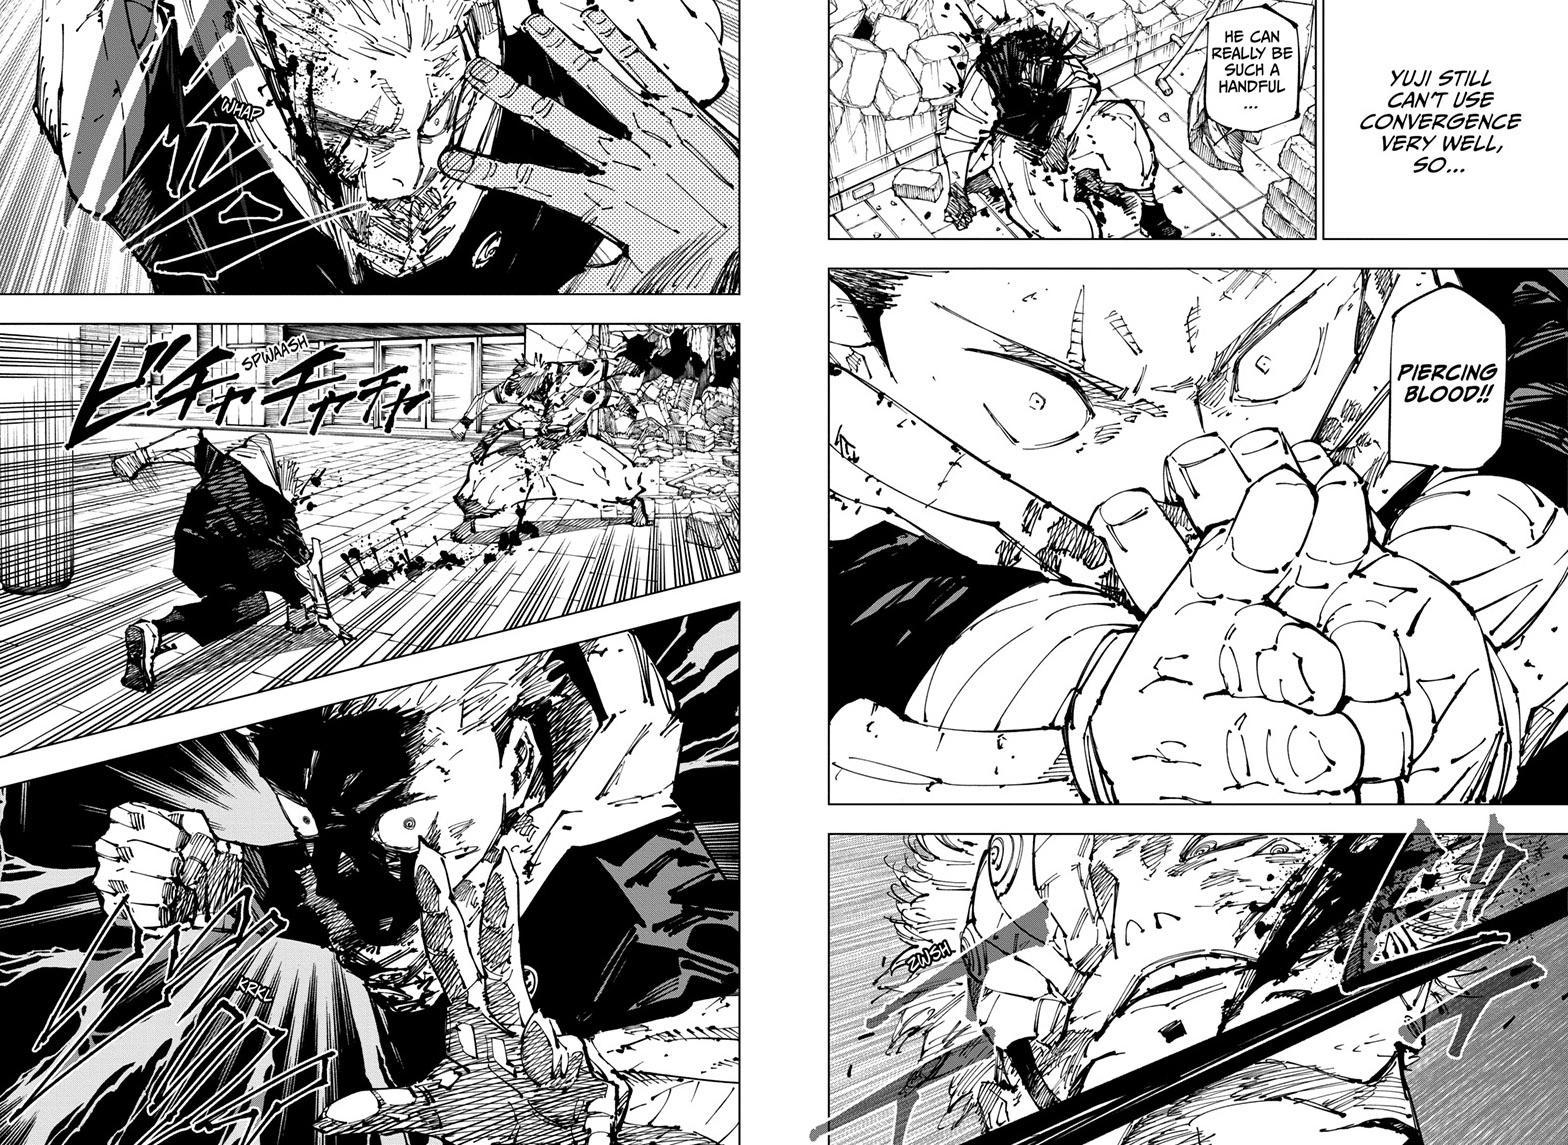 YUJI STILL
CAN'T USE
CONVERGENCE
VERY WELL,
SO...
HE CAN
REALLY BE
SUCH A
HANDFUL
...
PIERCING
BLOOD!!
ZWSH
WHAP
ビチャチャチャ
SPWAASH
KRKL